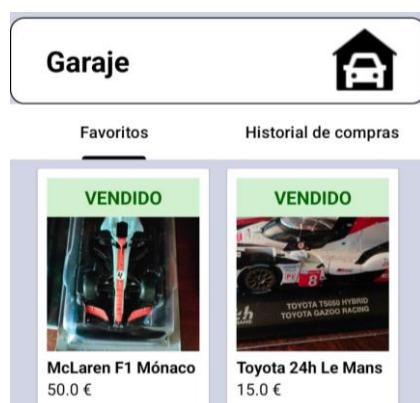 Garaje
Favoritos
Historial de compras
VENDIDO
VENDIDO
8
TOYOTA TS050 HYBRID
TOYOTA GAZOO RACING
McLaren F1 Mónaco
Toyota 24h Le Mans
50.0 €
15.0 €